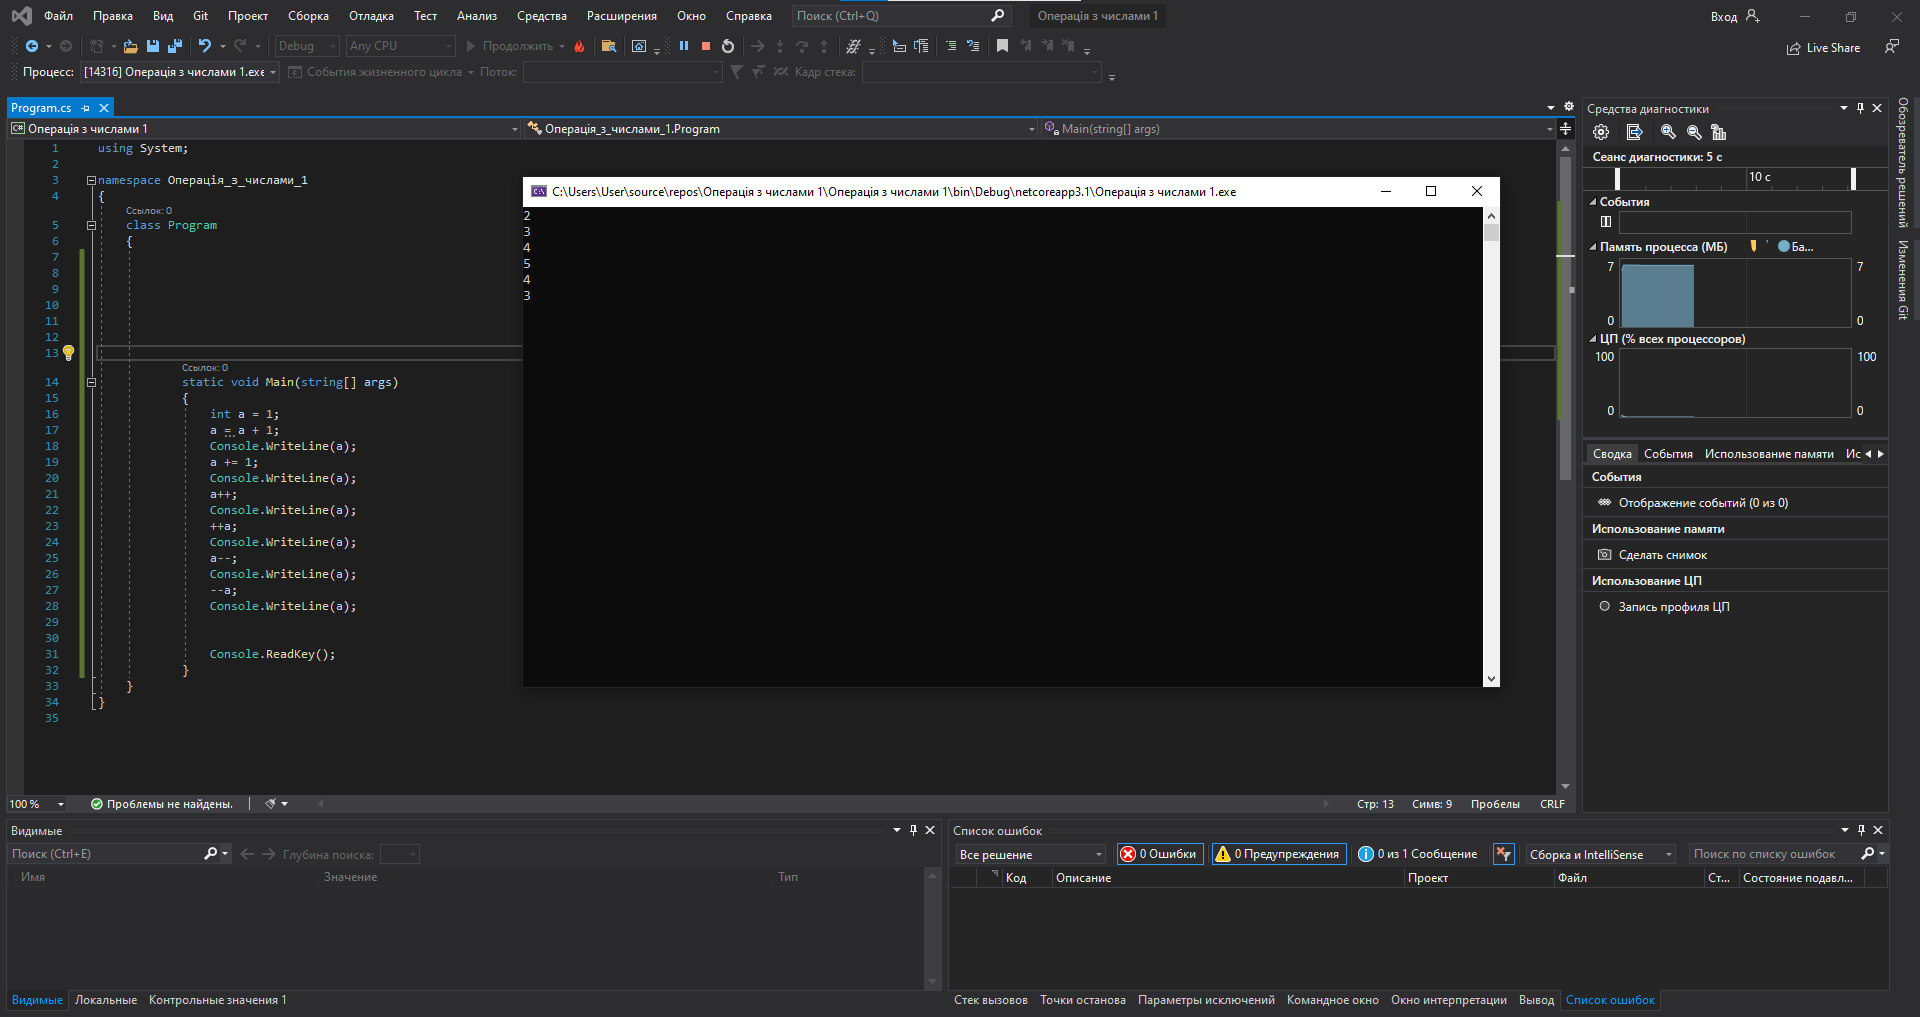 Файл Правка Вид Git Проект Сборка Отладка Тест Анализ Средства Расширения Окно Справка Поиск (Ctrl+Q) Операція з числами 1 Вход
Debug Any CPU Продолжить Live Share
Процесс: [14316] Операція з числами 1.exe События жизненного цикла Поток: Кадр стека:
Program.cs
Операція з числами 1 Операція_з_числами_1.Program Main(string[] args)
1 using System;
2
3 namespace Операція_з_числами_1
4 {
Ссылок: 0
5 class Program
6 {
7
8
9
10
11
12
13
Ссылок: 0
14 static void Main(string[] args)
15 {
16 int a = 1;
17 a = a + 1;
18 Console.WriteLine(a);
19 a += 1;
20 Console.WriteLine(a);
21 a++;
22 Console.WriteLine(a);
23 ++a;
24 Console.WriteLine(a);
25 a--;
26 Console.WriteLine(a);
27 --a;
28 Console.WriteLine(a);
29
30
31 Console.ReadKey();
32 }
33 }
34 }
35
C:\Users\User\source\repos\Операція з числами 1\Операція з числами 1\bin\Debug\netcoreapp3.1\Операція з числами 1.exe
2
3
4
5
4
3
Средства диагностики
Сеанс диагностики: 5 с
10 с
События
Память процесса (МБ) Ба...
7 7
0 0
ЦП (% всех процессоров)
100 100
0 0
Сводка События Использование памяти Ис
События
Отображение событий (0 из 0)
Использование памяти
Сделать снимок
Использование ЦП
Запись профиля ЦП
Обозреватель решений
Изменения Git
100 % Проблемы не найдены. Стр: 13 Симв: 9 Пробелы CRLF
Видимые
Поиск (Ctrl+E) Глубина поиска:
Имя Значение Тип
Видимые Локальные Контрольные значения 1
Список ошибок
Все решение 0 Ошибки 0 Предупреждения 0 из 1 Сообщение Сборка и IntelliSense Поиск по списку ошибок
Код Описание Проект Файл Ст... Состояние подавл...
Стек вызовов Точки останова Параметры исключений Командное окно Окно интерпретации Вывод Список ошибок